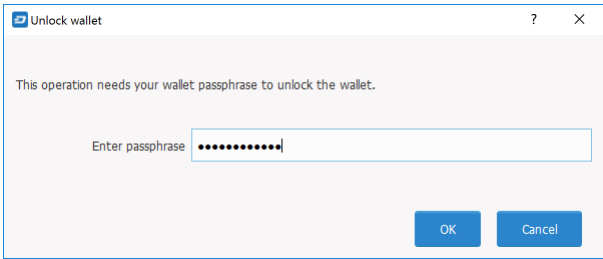 Unlock wallet
This operation needs your wallet passphrase to unlock the wallet.
Enter passphrase ••••••••••••
OK Cancel